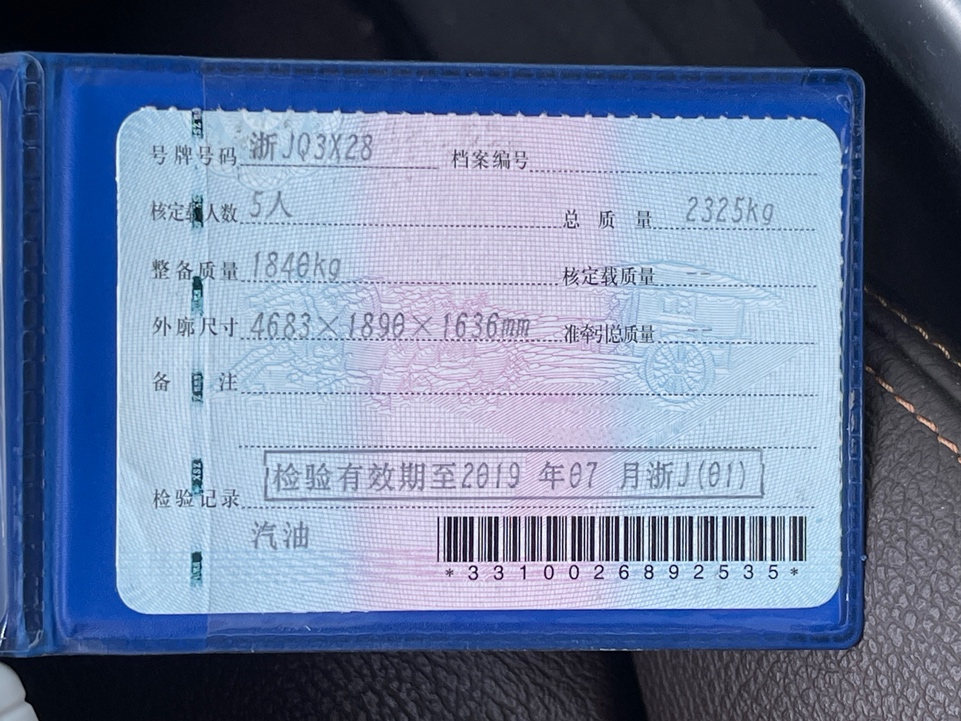 号牌号码 浙JQ3X28 档案编号
核定载人数 5人 总质量 2325kg
整备质量 1840kg 核定载质量 --
外廓尺寸 4683×1890×1636mm 准牵引总质量 --
备注
检验记录 检验有效期至2019 年07 月浙J(01)
汽油
*3310026892535*